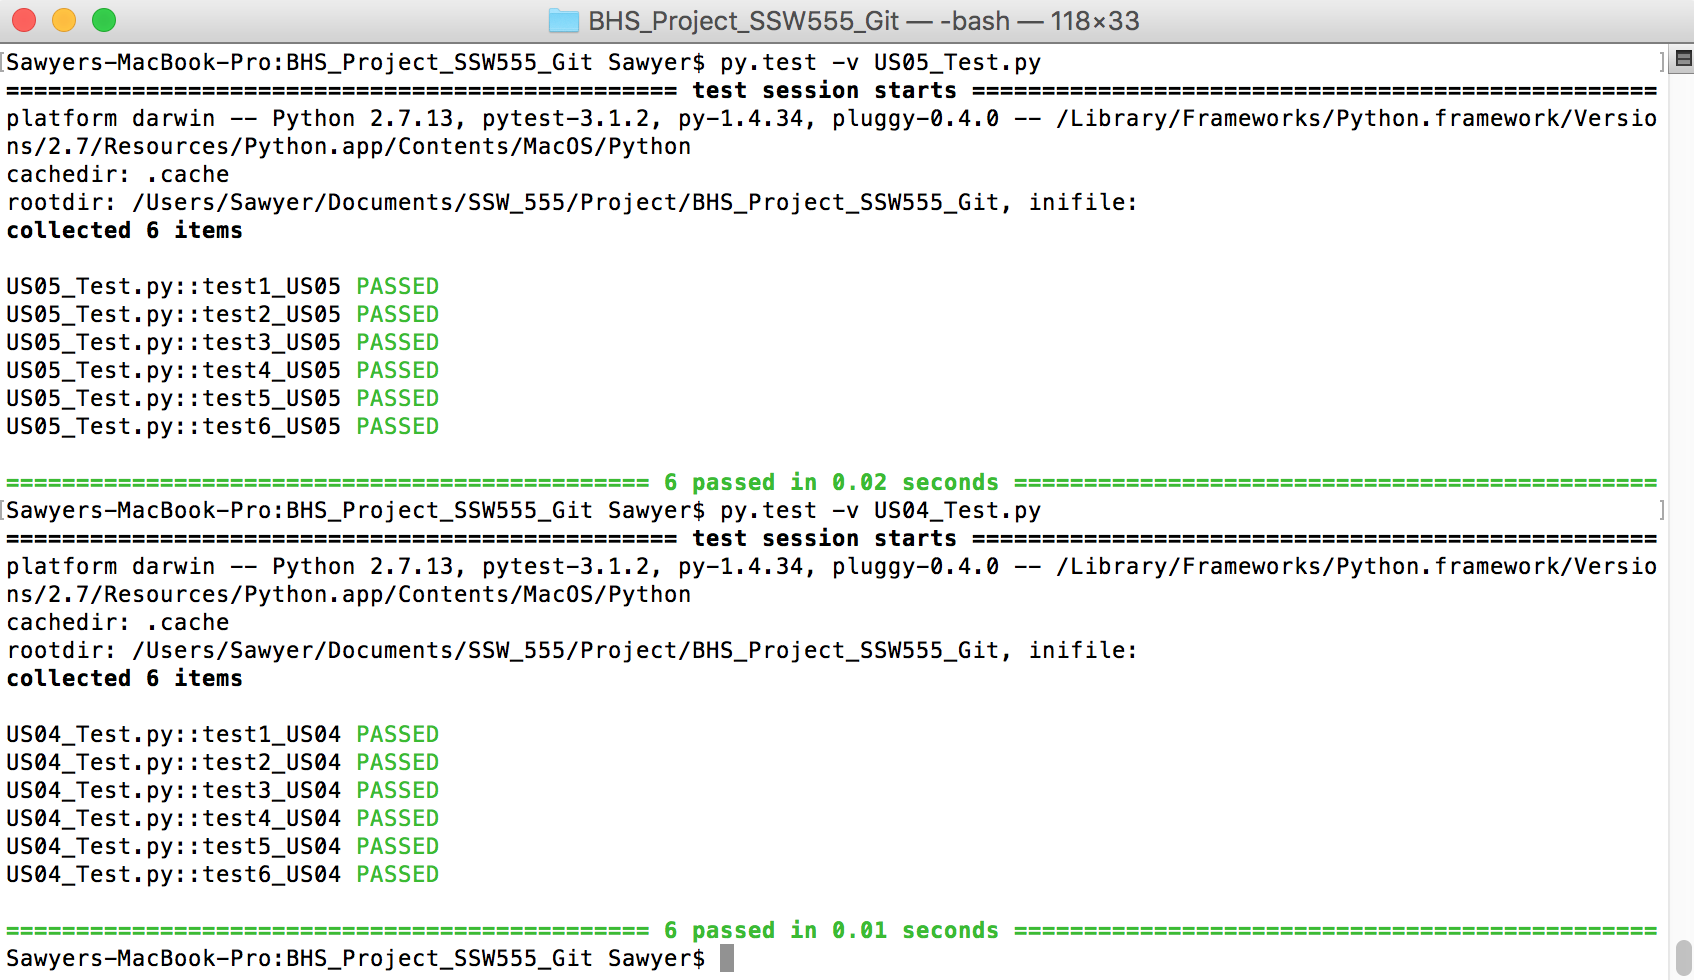 BHS_Project_SSW555_Git — -bash — 118×33
[Sawyers-MacBook-Pro:BHS_Project_SSW555_Git Sawyer$ py.test -v US05_Test.py ]
================================================ test session starts =================================================
platform darwin -- Python 2.7.13, pytest-3.1.2, py-1.4.34, pluggy-0.4.0 -- /Library/Frameworks/Python.framework/Versio
ns/2.7/Resources/Python.app/Contents/MacOS/Python
cachedir: .cache
rootdir: /Users/Sawyer/Documents/SSW_555/Project/BHS_Project_SSW555_Git, inifile:
collected 6 items
US05_Test.py::test1_US05 PASSED
US05_Test.py::test2_US05 PASSED
US05_Test.py::test3_US05 PASSED
US05_Test.py::test4_US05 PASSED
US05_Test.py::test5_US05 PASSED
US05_Test.py::test6_US05 PASSED
============================================== 6 passed in 0.02 seconds ==============================================
[Sawyers-MacBook-Pro:BHS_Project_SSW555_Git Sawyer$ py.test -v US04_Test.py ]
================================================ test session starts =================================================
platform darwin -- Python 2.7.13, pytest-3.1.2, py-1.4.34, pluggy-0.4.0 -- /Library/Frameworks/Python.framework/Versio
ns/2.7/Resources/Python.app/Contents/MacOS/Python
cachedir: .cache
rootdir: /Users/Sawyer/Documents/SSW_555/Project/BHS_Project_SSW555_Git, inifile:
collected 6 items
US04_Test.py::test1_US04 PASSED
US04_Test.py::test2_US04 PASSED
US04_Test.py::test3_US04 PASSED
US04_Test.py::test4_US04 PASSED
US04_Test.py::test5_US04 PASSED
US04_Test.py::test6_US04 PASSED
============================================== 6 passed in 0.01 seconds ==============================================
Sawyers-MacBook-Pro:BHS_Project_SSW555_Git Sawyer$